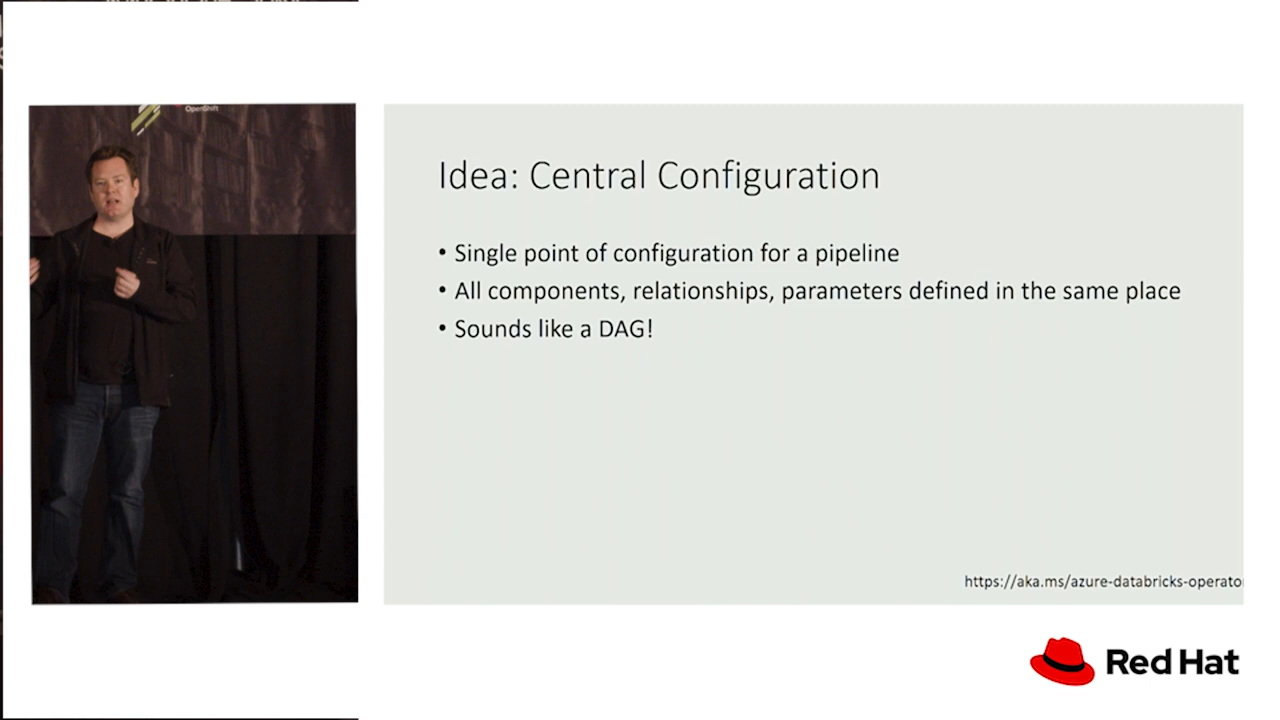 OpenShift
Idea: Central Configuration
• Single point of configuration for a pipeline
• All components, relationships, parameters defined in the same place
• Sounds like a DAG!
https://aka.ms/azure-databricks-operato
Red Hat